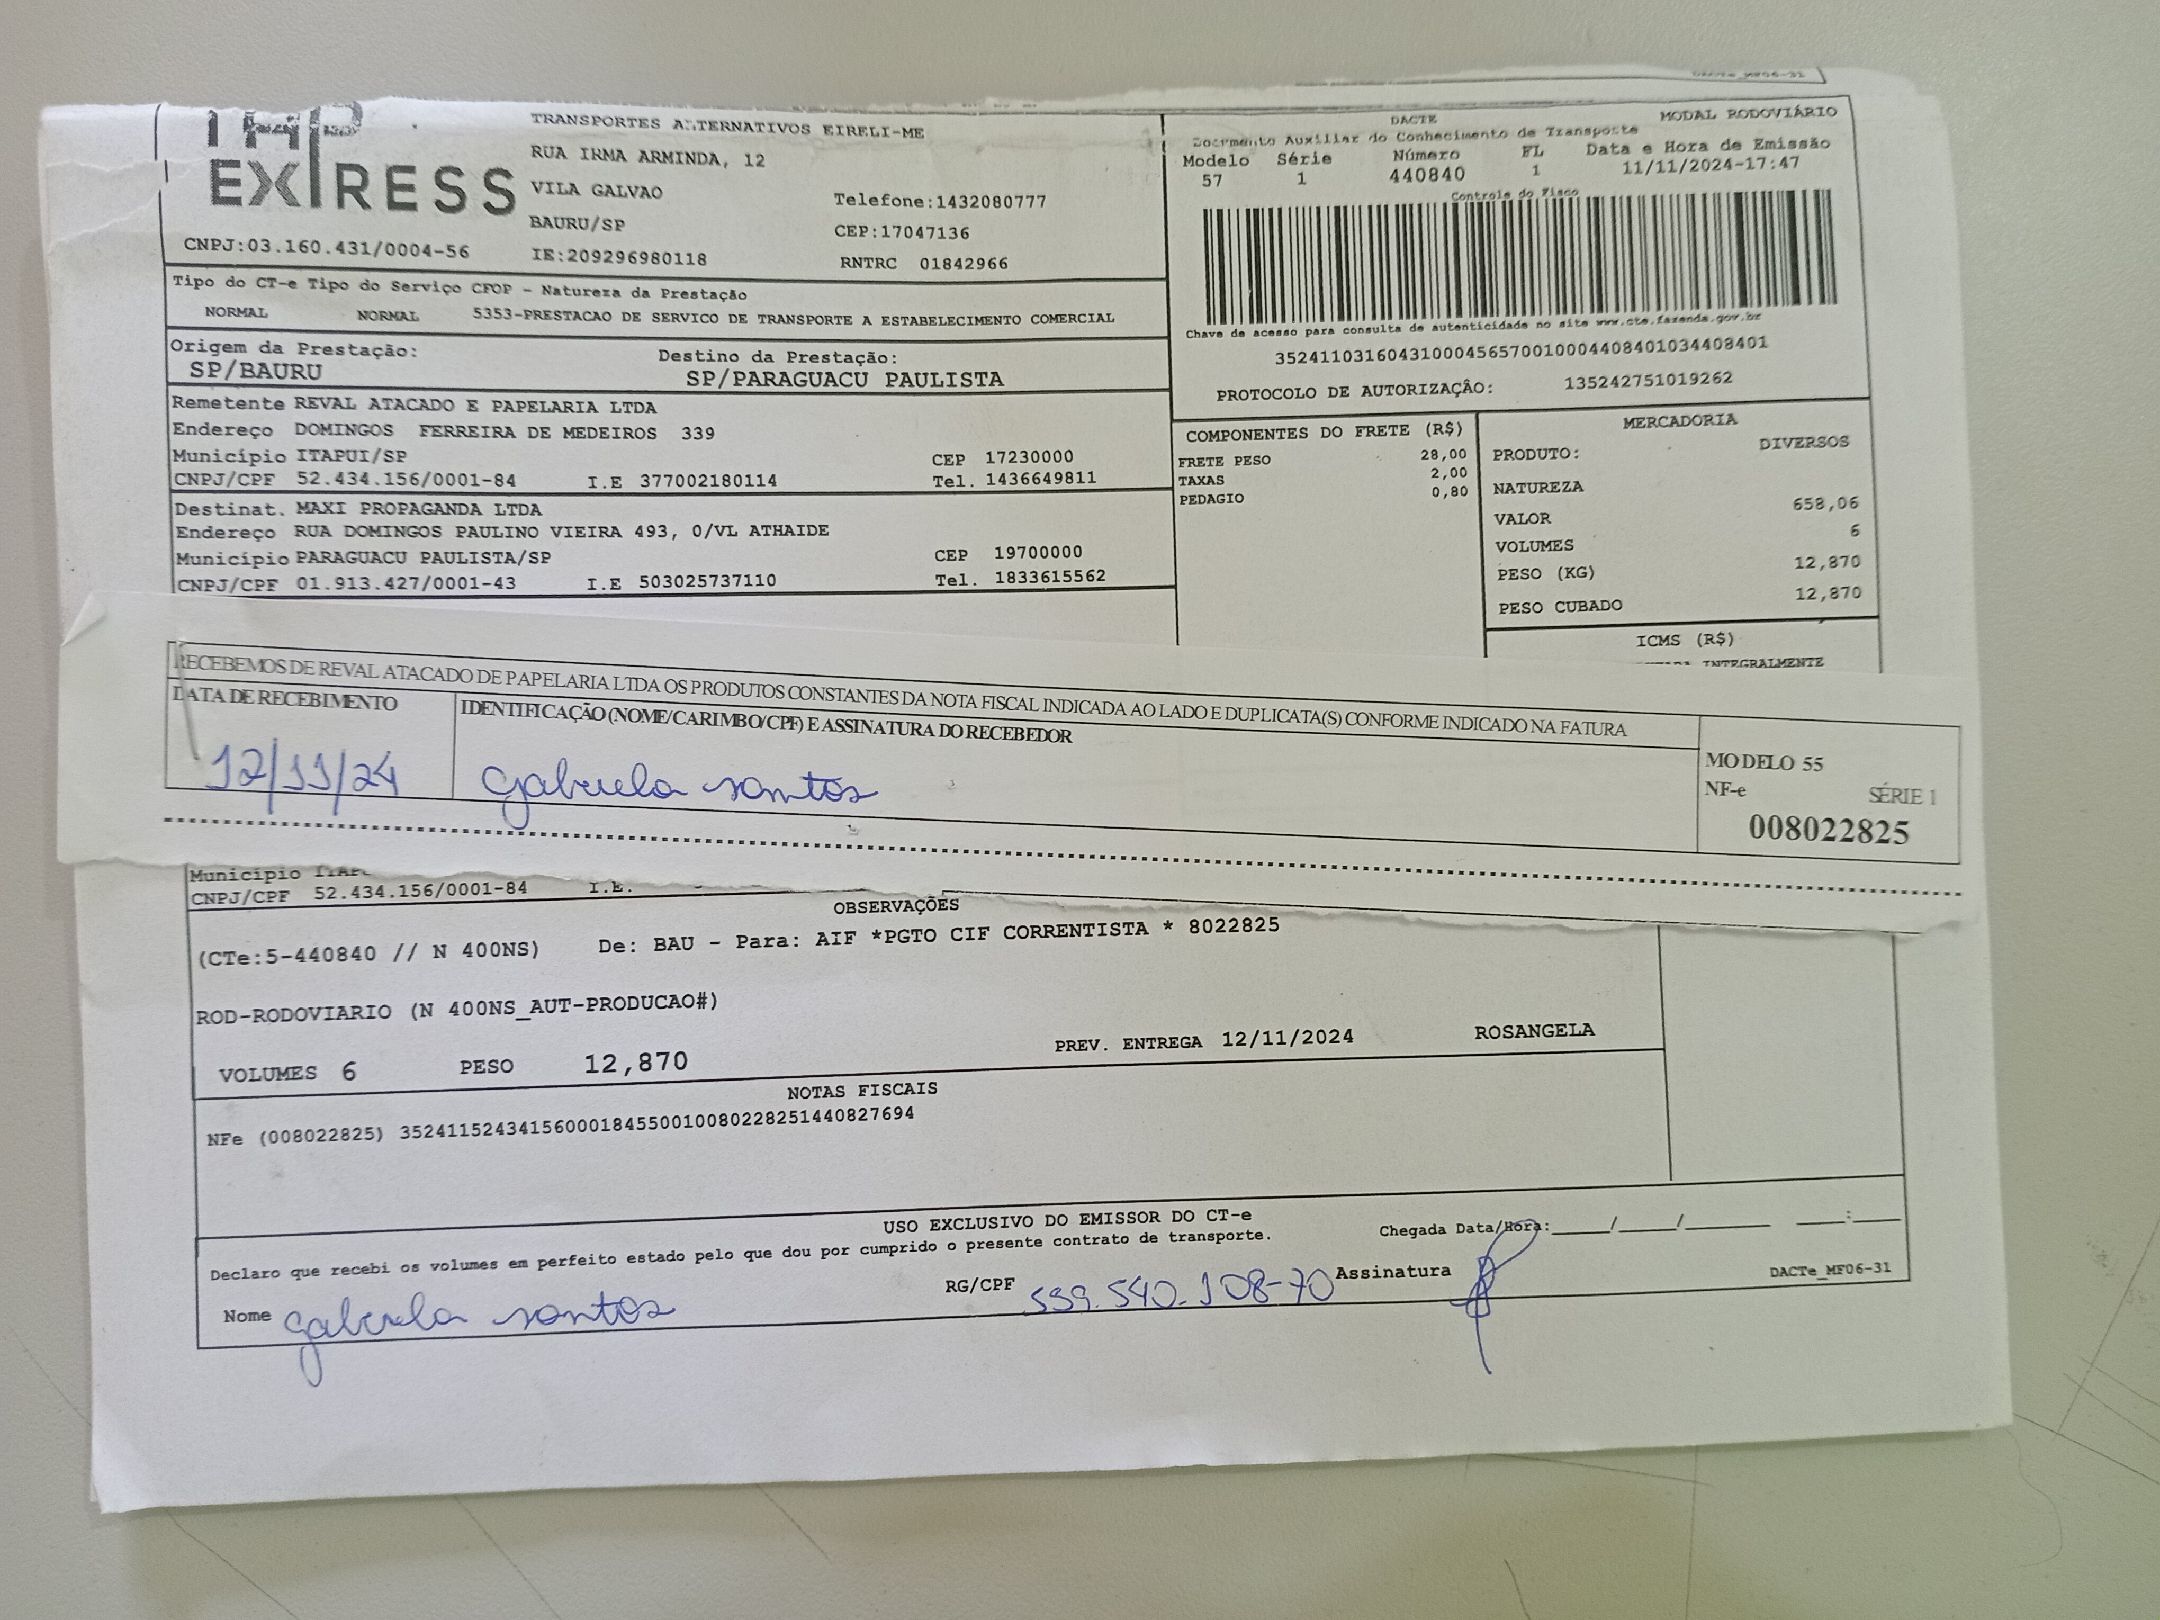 DACTe_MF06-31
EXPRESS
CNPJ:03.160.431/0004-56
TRANSPORTES ALTERNATIVOS EIRELI-ME
RUA IRMA ARMINDA, 12
VILA GALVAO
BAURU/SP
IE:209296980118
Telefone:1432080777
CEP:17047136
RNTRC 01842966
DACTE MODAL RODOVIÁRIO
Documento Auxiliar do Conhecimento de Transporte
Modelo Série Número FL Data e Hora de Emissão
57 1 440840 1 11/11/2024-17:47
Controle do Fisco
Chave de acesso para consulta de autenticidade no site www.cte.fazenda.gov.br
35241103160431000456570010004408401034408401
PROTOCOLO DE AUTORIZAÇÂO: 135242751019262
Tipo do CT-e Tipo do Serviço CFOP - Natureza da Prestação
NORMAL NORMAL 5353-PRESTACAO DE SERVICO DE TRANSPORTE A ESTABELECIMENTO COMERCIAL
Origem da Prestação: Destino da Prestação:
SP/BAURU SP/PARAGUACU PAULISTA
Remetente REVAL ATACADO E PAPELARIA LTDA
Endereço DOMINGOS FERREIRA DE MEDEIROS 339
Município ITAPUI/SP CEP 17230000
CNPJ/CPF 52.434.156/0001-84 I.E 377002180114 Tel. 1436649811
Destinat. MAXI PROPAGANDA LTDA
Endereço RUA DOMINGOS PAULINO VIEIRA 493, 0/VL ATHAIDE
Município PARAGUACU PAULISTA/SP CEP 19700000
CNPJ/CPF 01.913.427/0001-43 I.E 503025737110 Tel. 1833615562
COMPONENTES DO FRETE (R$)
FRETE PESO 28,00
TAXAS 2,00
PEDAGIO 0,80
MERCADORIA
PRODUTO: DIVERSOS
NATUREZA
VALOR 658,06
VOLUMES 6
PESO (KG) 12,870
PESO CUBADO 12,870
ICMS (R$)
INTEGRALMENTE
RECEBEMOS DE REVAL ATACADO DE PAPELARIA LTDA OS PRODUTOS CONSTANTES DA NOTA FISCAL INDICADA AO LADO E DUPLICATA(S) CONFORME INDICADO NA FATURA
DATA DE RECEBIMENTO
12/11/24
IDENTIFICAÇÃO (NOME/CARIMBO/CPF) E ASSINATURA DO RECEBEDOR
gabriela santos
MODELO 55
NF-e SÉRIE 1
008022825
Município
CNPJ/CPF 52.434.156/0001-84 I.E.
OBSERVAÇÕES
(CTe:5-440840 // N 400NS) De: BAU - Para: AIF *PGTO CIF CORRENTISTA * 8022825
ROD-RODOVIARIO (N 400NS_AUT-PRODUCAO#)
VOLUMES 6 PESO 12,870 PREV. ENTREGA 12/11/2024 ROSANGELA
NOTAS FISCAIS
NFe (008022825) 35241152434156000184550010080228251440827694
USO EXCLUSIVO DO EMISSOR DO CT-e
Declaro que recebi os volumes em perfeito estado pelo que dou por cumprido o presente contrato de transporte.
Chegada Data/Hora:____/____/______ ____:____
Nome gabriela santos RG/CPF 559.540.108-70 Assinatura
DACTe_MF06-31